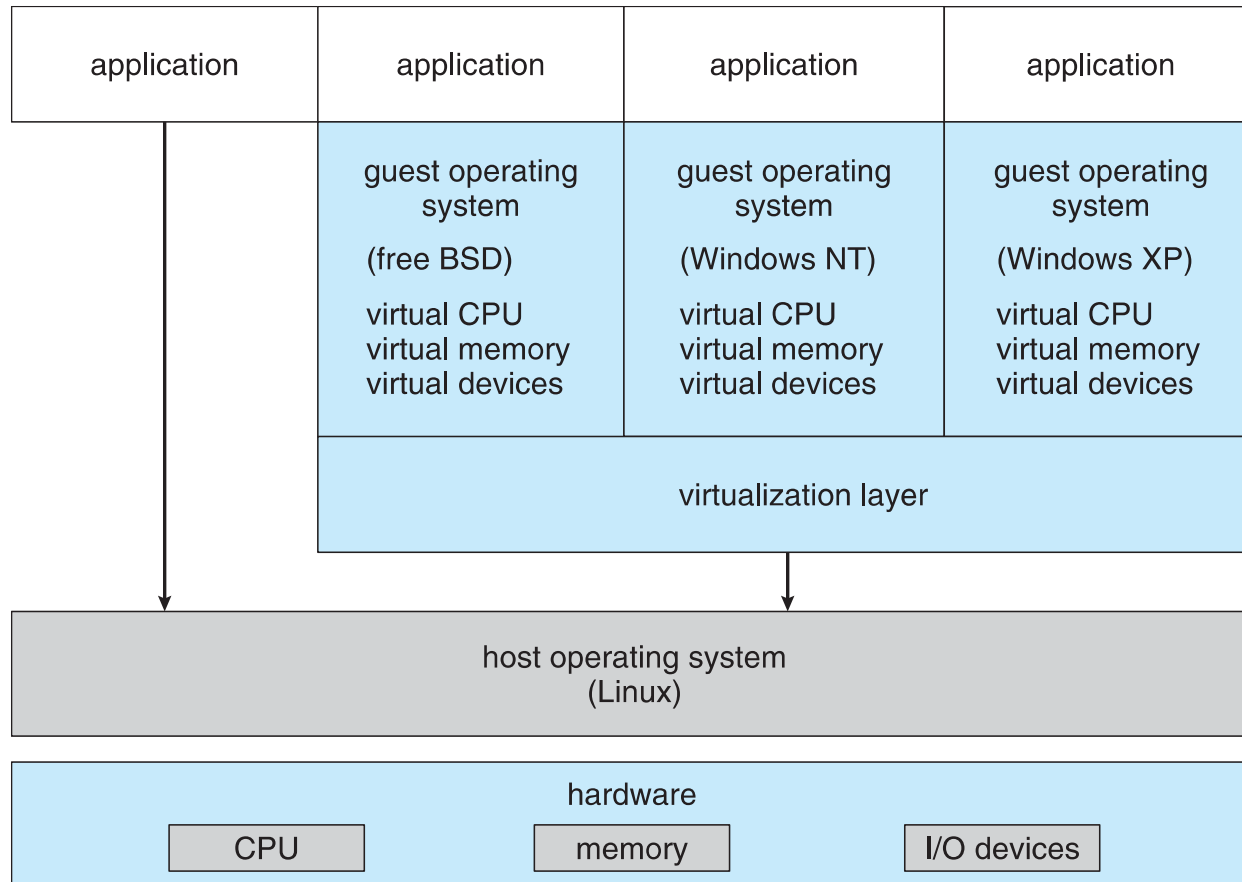 application
application
application
application
guest operating
system
(free BSD)
virtual CPU
virtual memory
virtual devices
guest operating
system
(Windows NT)
virtual CPU
virtual memory
virtual devices
guest operating
system
(Windows XP)
virtual CPU
virtual memory
virtual devices
virtualization layer
host operating system
(Linux)
hardware
CPU
memory
I/O devices